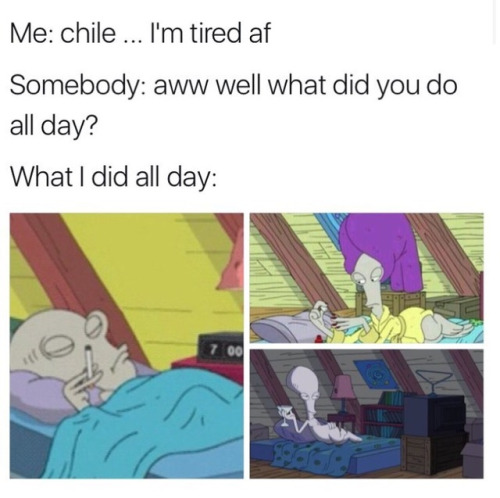 Me: chile ... I'm tired af
Somebody: aww well what did you do
all day?
What I did all day:
7 00